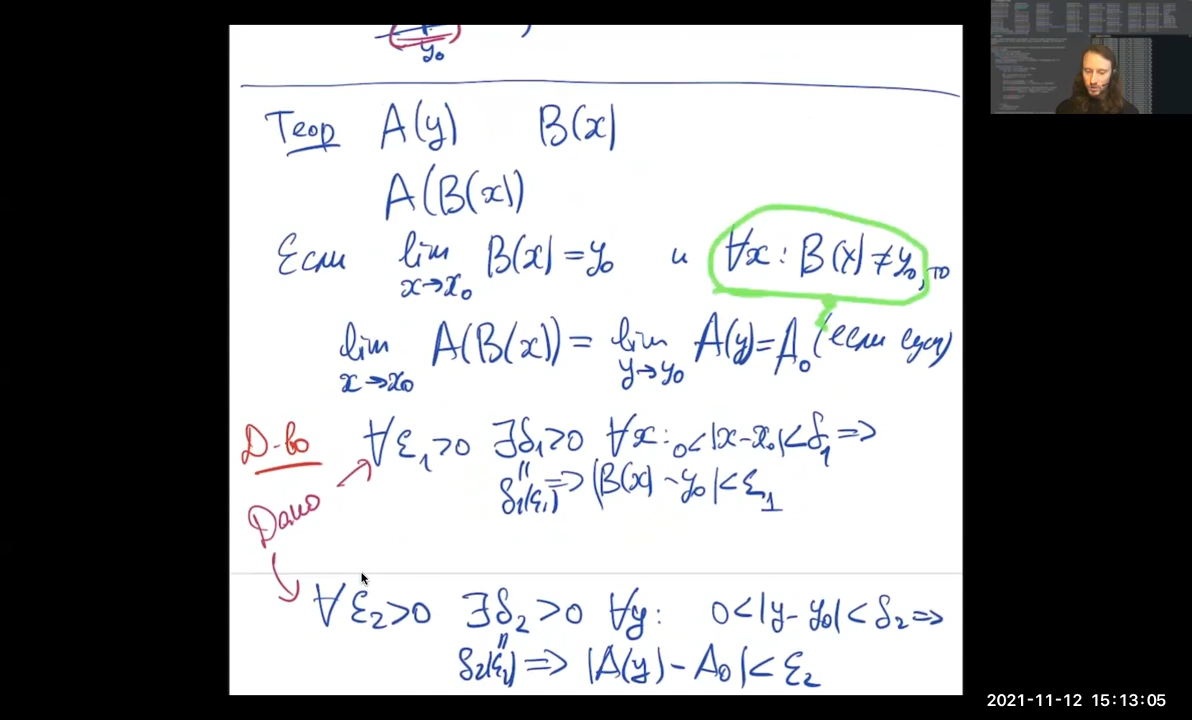 y₀ ,
Теор A(y) B(x)
A(B(x))
Если lim x→x₀ B(x) = y₀ и ∀x : B(x) ≠ y₀, то
lim x→x₀ A(B(x)) = lim y→y₀ A(y) = A₀ (если сущ)
Д-во ∀ε₁>0 ∃δ₁>0 ∀x: 0<|x-x₀|<δ₁ =>
δ₁(ε₁) => |B(x) - y₀| < ε₁
Дано
∀ε₂>0 ∃δ₂>0 ∀y: 0<|y-y₀|<δ₂ =>
δ₂(ε₂) => |A(y) - A₀| < ε₂
2021-11-12 15:13:05